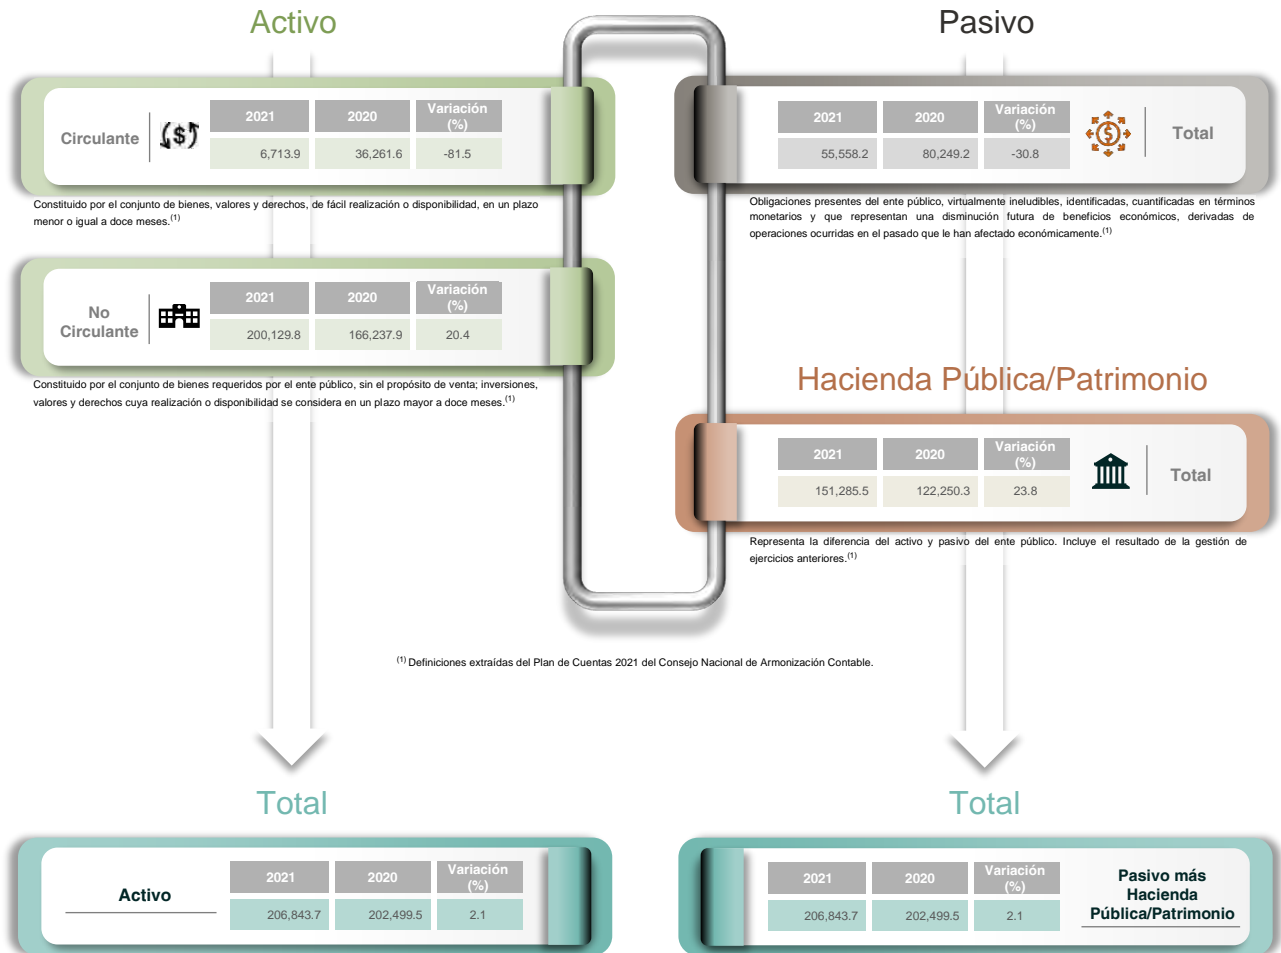 Activo
Circulante
2021 2020 Variación (%)
6,713.9 36,261.6 -81.5
Constituido por el conjunto de bienes, valores y derechos, de fácil realización o disponibilidad, en un plazo
menor o igual a doce meses.(1)
No
Circulante
2021 2020 Variación (%)
200,129.8 166,237.9 20.4
Constituido por el conjunto de bienes requeridos por el ente público, sin el propósito de venta; inversiones,
valores y derechos cuya realización o disponibilidad se considera en un plazo mayor a doce meses.(1)
Pasivo
2021 2020 Variación (%)
55,558.2 80,249.2 -30.8
Total
Obligaciones presentes del ente público, virtualmente ineludibles, identificadas, cuantificadas en términos
monetarios y que representan una disminución futura de beneficios económicos, derivadas de
operaciones ocurridas en el pasado que le han afectado económicamente.(1)
Hacienda Pública/Patrimonio
2021 2020 Variación (%)
151,285.5 122,250.3 23.8
Total
Representa la diferencia del activo y pasivo del ente público. Incluye el resultado de la gestión de
ejercicios anteriores.(1)
(1) Definiciones extraídas del Plan de Cuentas 2021 del Consejo Nacional de Armonización Contable.
Total
Activo
2021 2020 Variación (%)
206,843.7 202,499.5 2.1
Total
2021 2020 Variación (%)
206,843.7 202,499.5 2.1
Pasivo más
Hacienda
Pública/Patrimonio